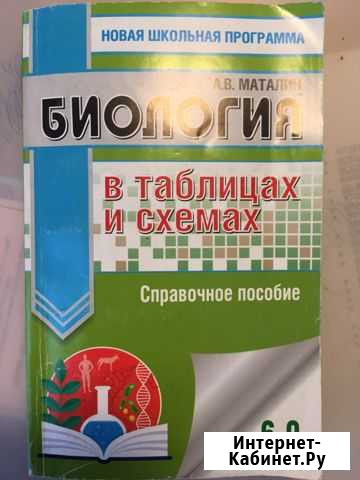 НОВАЯ ШКОЛЬНАЯ ПРОГРАММА
А.В. МАТАЛИН
БИОЛОГИЯ
в таблицах
и схемах
Справочное пособие
Интернет-
Кабинет.Ру